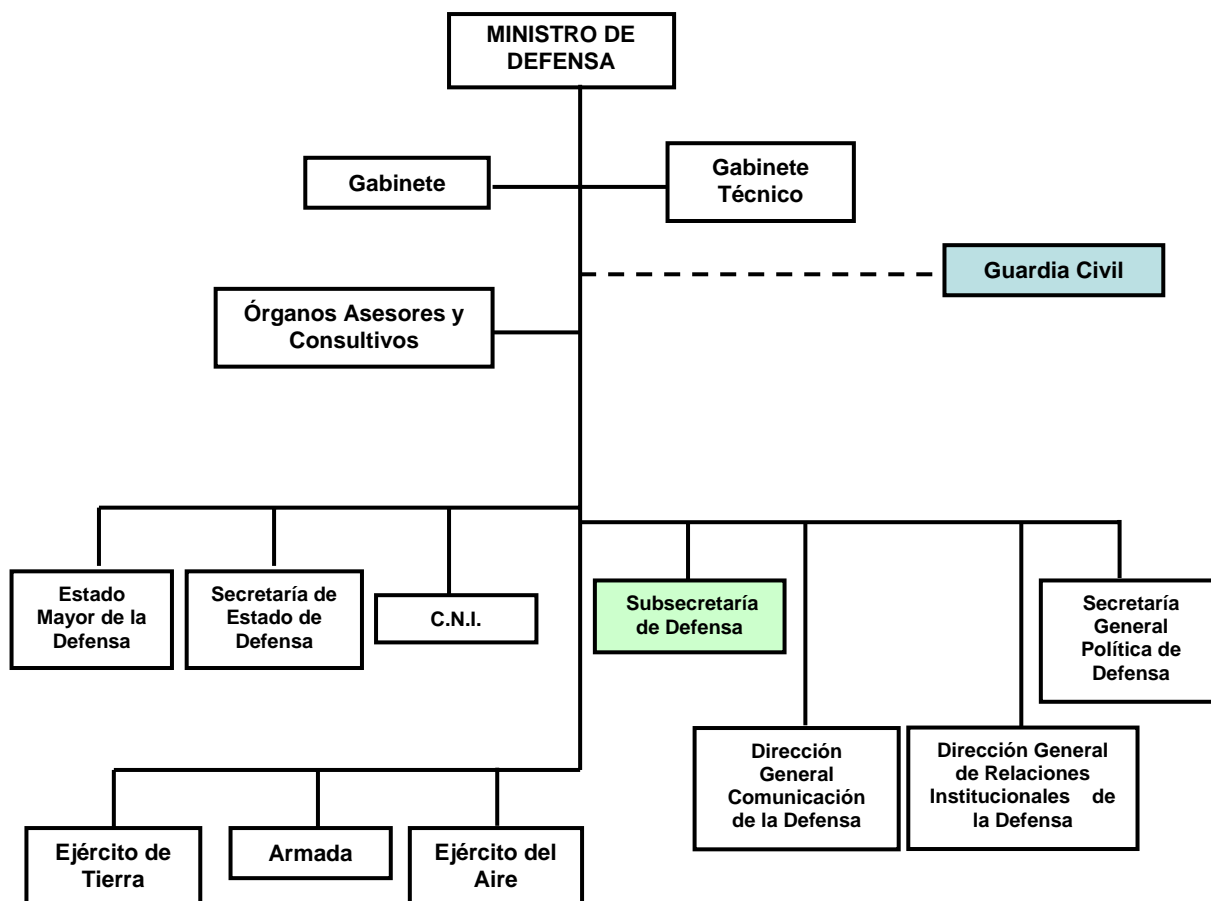 MINISTRO DE
DEFENSA
Gabinete
Gabinete
Técnico
Guardia Civil
Órganos Asesores y
Consultivos
Estado
Mayor de la
Defensa
Secretaría de
Estado de
Defensa
C.N.I.
Subsecretaría
de Defensa
Secretaría
General
Política de
Defensa
Dirección
General
Comunicación
de la Defensa
Dirección General
de Relaciones
Institucionales de
la Defensa
Ejército de
Tierra
Armada
Ejército del
Aire